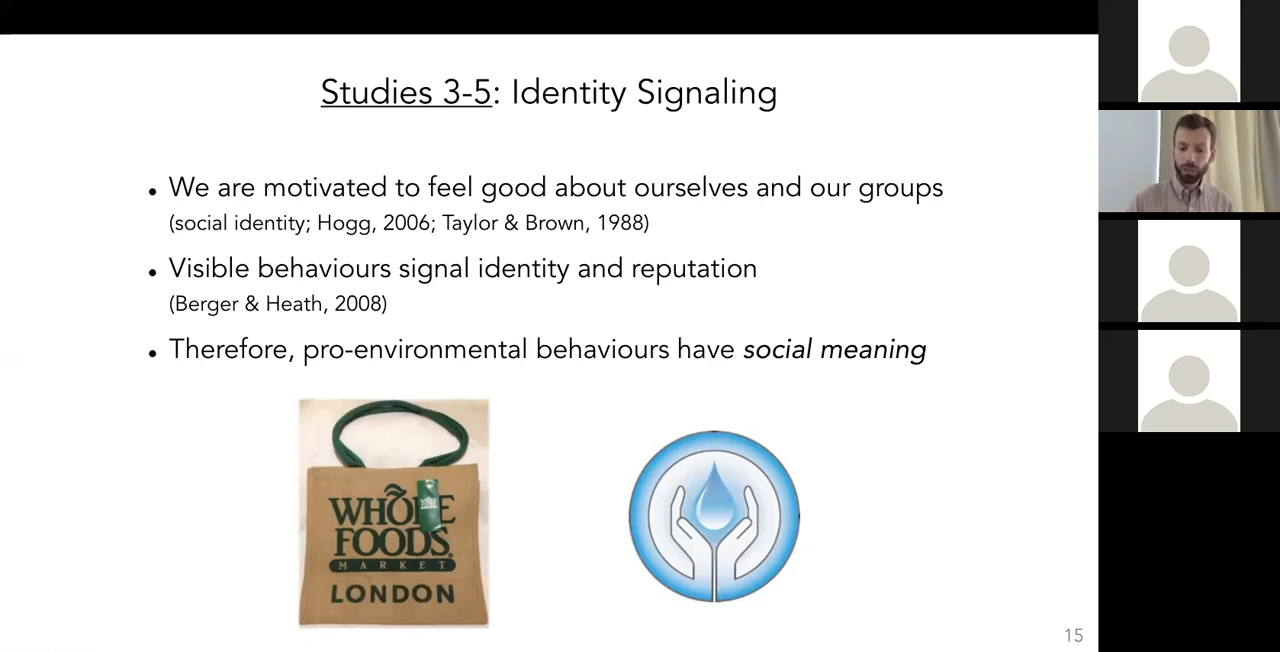 Studies 3-5: Identity Signaling
• We are motivated to feel good about ourselves and our groups
(social identity; Hogg, 2006; Taylor & Brown, 1988)
• Visible behaviours signal identity and reputation
(Berger & Heath, 2008)
• Therefore, pro-environmental behaviours have social meaning
WHOLE
FOODS
MARKET
LONDON
15